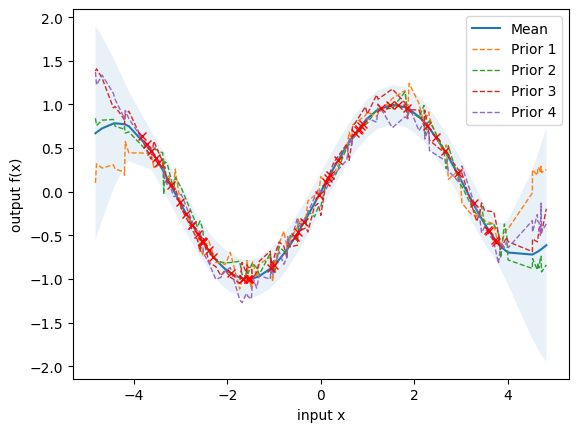 2.0
1.5
1.0
0.5
0.0
−0.5
−1.0
−1.5
−2.0
output f(x)
Mean
Prior 1
Prior 2
Prior 3
Prior 4
−4 −2 0 2 4
input x